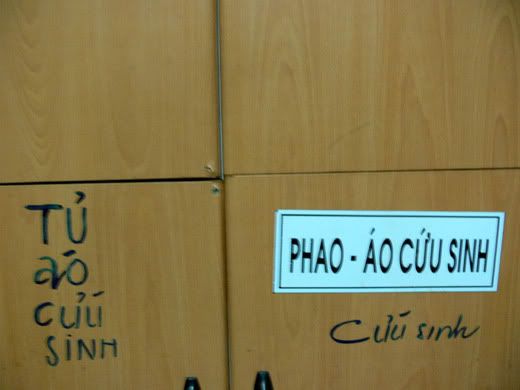 TỦ
áo
CỨU
SINH
PHAO - ÁO CỨU SINH
Cứu sinh